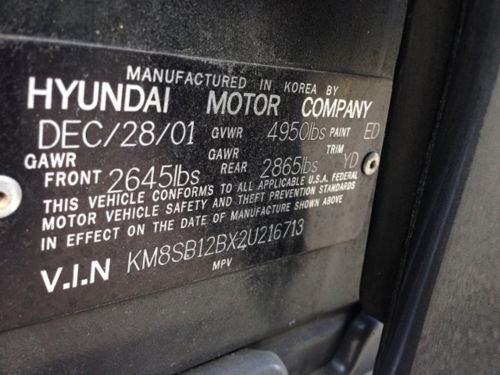 MANUFACTURED IN KOREA BY
HYUNDAI MOTOR COMPANY
DEC/28/01 GVWR 4950lbs PAINT ED
GAWR FRONT 2645lbs GAWR REAR 2865lbs TRIM YD
THIS VEHICLE CONFORMS TO ALL APPLICABLE U.S.A. FEDERAL
MOTOR VEHICLE SAFETY AND THEFT PREVENTION STANDARDS
IN EFFECT ON THE DATE OF MANUFACTURE SHOWN ABOVE
V.I.N KM8SB12BX2U216713
MPV